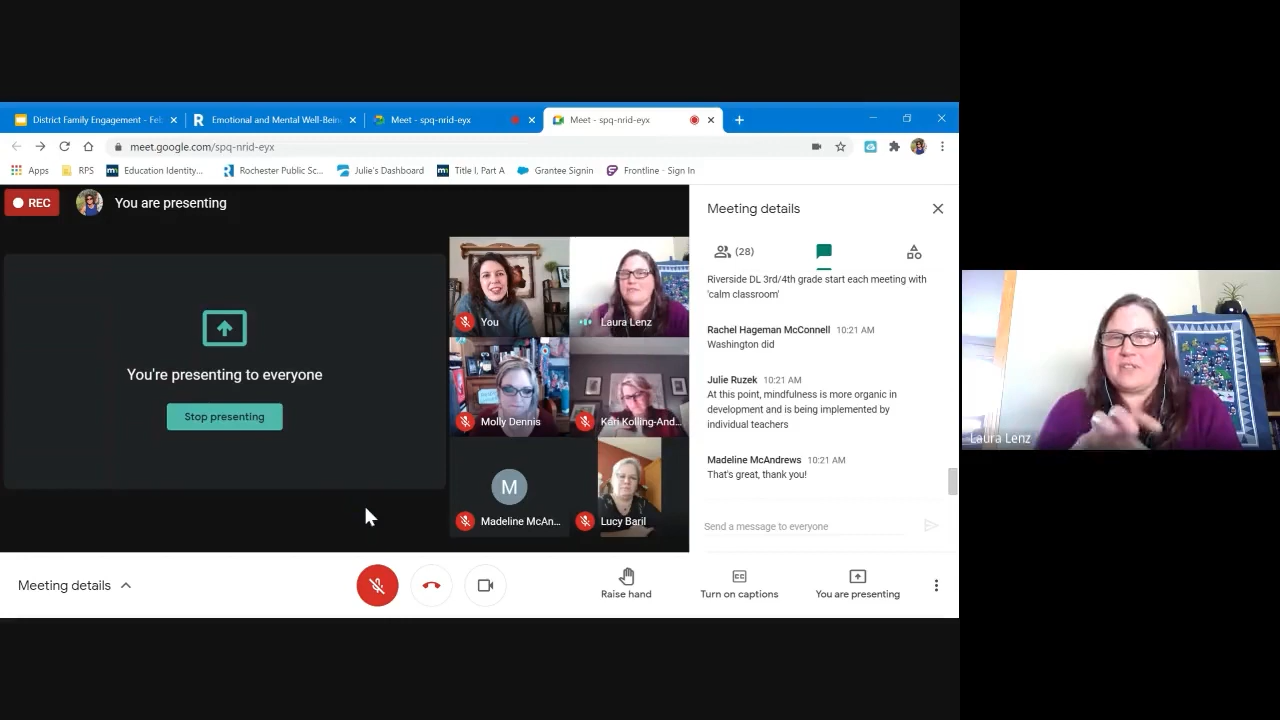 District Family Engagement - Feb
Emotional and Mental Well-Bein
Meet - spq-nrid-eyx
Meet - spq-nrid-eyx
meet.google.com/spq-nrid-eyx
Apps
RPS
Education Identity...
Rochester Public Sc...
Julie's Dashboard
Title I, Part A
Grantee Signin
Frontline - Sign In
REC
You are presenting
You're presenting to everyone
Stop presenting
You
Laura Lenz
Molly Dennis
Kari Kolling-And...
M
Madeline McAn...
Lucy Baril
Meeting details
(28)
Riverside DL 3rd/4th grade start each meeting with
'calm classroom'
Rachel Hageman McConnell 10:21 AM
Washington did
Julie Ruzek 10:21 AM
At this point, mindfulness is more organic in
development and is being implemented by
individual teachers
Madeline McAndrews 10:21 AM
That's great, thank you!
Send a message to everyone
Laura Lenz
Meeting details
Raise hand
CC
Turn on captions
You are presenting